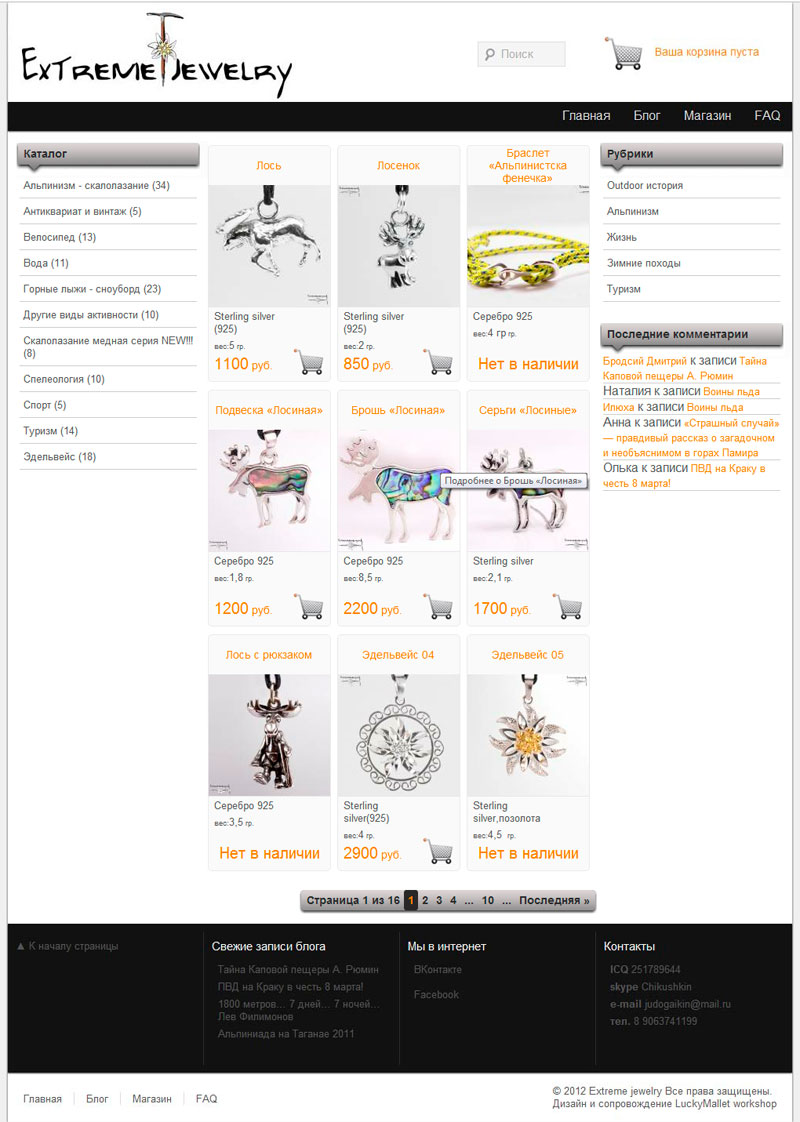 ExTREME JEWELRY
Поиск
Ваша корзина пуста
Главная Блог Магазин FAQ
Каталог
Альпинизм - скалолазание (34)
Антиквариат и винтаж (5)
Велосипед (13)
Вода (11)
Горные лыжи - сноуборд (23)
Другие виды активности (10)
Скалолазание медная серия NEW!!!
(8)
Спелеология (10)
Спорт (5)
Туризм (14)
Эдельвейс (18)
Лось
Sterling silver
(925)
вес:5 гр.
1100 руб.
Лосенок
Sterling silver
(925)
вес:2 гр.
850 руб.
Браслет
«Альпинистска
фенечка»
Серебро 925
вес:4 гр гр.
Нет в наличии
Подвеска «Лосиная»
Серебро 925
вес:1,8 гр.
1200 руб.
Брошь «Лосиная»
Подробнее о Брошь «Лосиная»
Серебро 925
вес:8,5 гр.
2200 руб.
Серьги «Лосиные»
Sterling silver
вес:2,1 гр.
1700 руб.
Лось с рюкзаком
Серебро 925
вес:3,5 гр.
Нет в наличии
Эдельвейс 04
Sterling
silver(925)
вес:4 гр.
2900 руб.
Эдельвейс 05
Sterling
silver,позолота
вес:4,5 гр.
Нет в наличии
Страница 1 из 16 1 2 3 4 ... 10 ... Последняя »
Рубрики
Outdoor история
Альпинизм
Жизнь
Зимние походы
Туризм
Последние комментарии
Бродсий Дмитрий к записи Тайна
Каповой пещеры А. Рюмин
Наталия к записи Воины льда
Илюха к записи Воины льда
Анна к записи «Страшный случай»
— правдивый рассказ о загадочном
и необъяснимом в горах Памира
Олька к записи ПВД на Краку в
честь 8 марта!
▲ К началу страницы
Свежие записи блога
Тайна Каповой пещеры А. Рюмин
ПВД на Краку в честь 8 марта!
1800 метров... 7 дней... 7 ночей...
Лев Филимонов
Альпиниада на Таганае 2011
Мы в интернет
ВКонтакте
Facebook
Контакты
ICQ 251789644
skype Chikushkin
e-mail judogaikin@mail.ru
тел. 8 9063741199
Главная Блог Магазин FAQ
© 2012 Extreme jewelry Все права защищены.
Дизайн и сопровождение LuckyMallet workshop